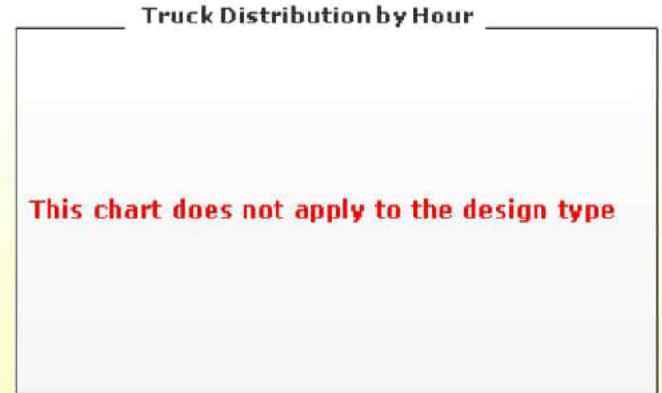 Truck Distribution by Hour
This chart does not apply to the design type